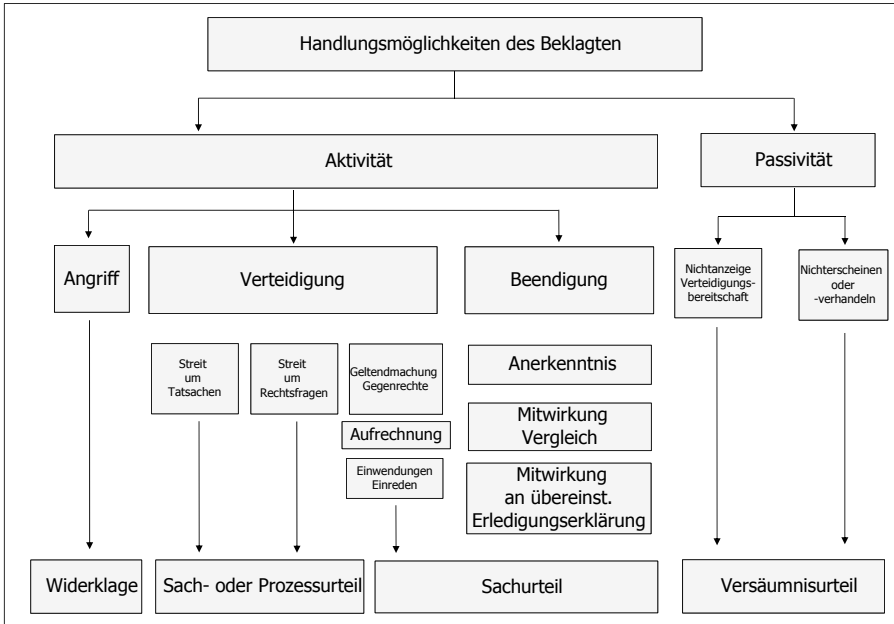 Handlungsmöglichkeiten des Beklagten
Aktivität
Passivität
Angriff
Verteidigung
Beendigung
Nichtanzeige
Verteidigungs-
bereitschaft
Nichterscheinen
oder
-verhandeln
Streit
um
Tatsachen
Streit
um
Rechtsfragen
Geltendmachung
Gegenrechte
Aufrechnung
Einwendungen
Einreden
Anerkenntnis
Mitwirkung
Vergleich
Mitwirkung
an übereinst.
Erledigungserklärung
Widerklage
Sach- oder Prozessurteil
Sachurteil
Versäumnisurteil